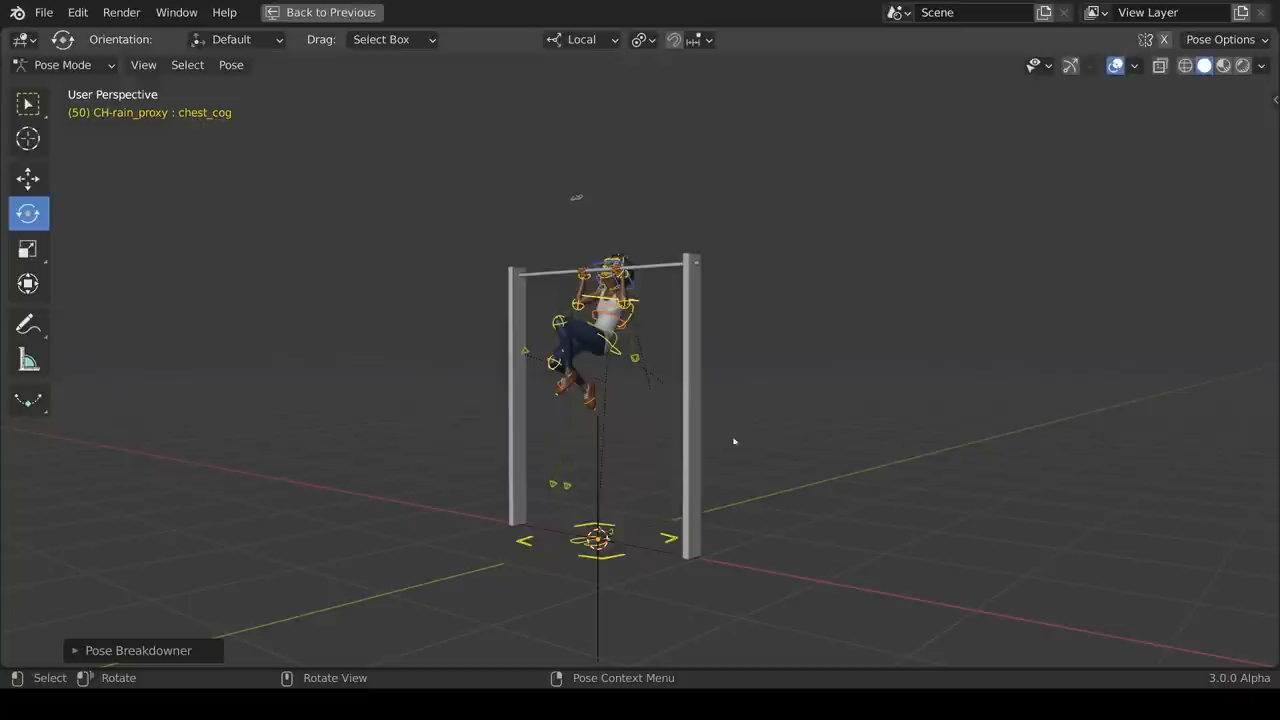 File Edit Render Window Help Back to Previous Scene View Layer
Orientation: Default Drag: Select Box Local X Pose Options
Pose Mode View Select Pose
User Perspective
(50) CH-rain_proxy : chest_cog
Pose Breakdowner
Select Rotate Rotate View Pose Context Menu 3.0.0 Alpha